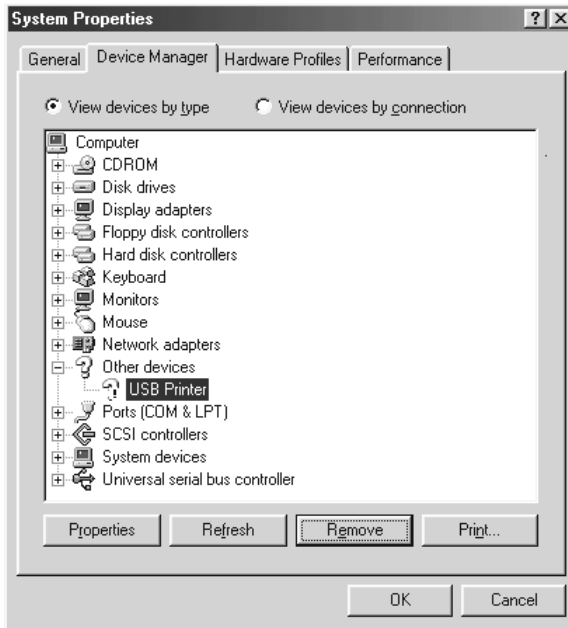 System Properties
General Device Manager Hardware Profiles Performance
View devices by type View devices by connection
Computer
CDROM
Disk drives
Display adapters
Floppy disk controllers
Hard disk controllers
Keyboard
Monitors
Mouse
Network adapters
Other devices
USB Printer
Ports (COM & LPT)
SCSI controllers
System devices
Universal serial bus controller
Properties Refresh Remove Print...
OK Cancel